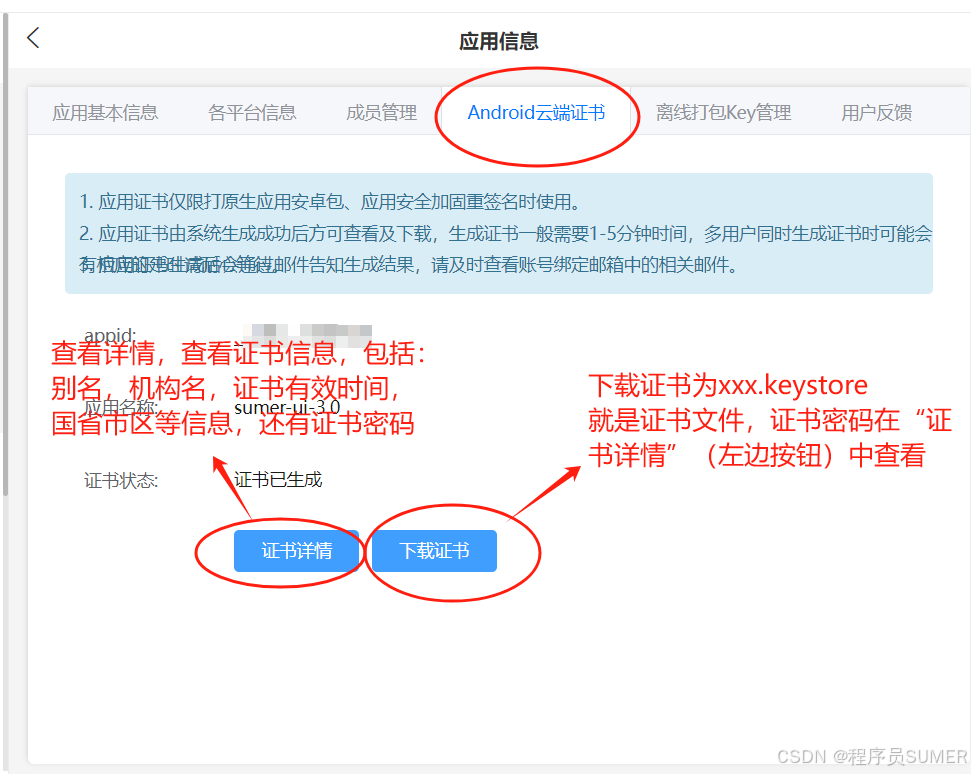 应用信息
应用基本信息 各平台信息 成员管理 Android云端证书 离线打包Key管理 用户反馈
1. 应用证书仅限打原生应用安卓包、应用安全加固重签名时使用。
2. 应用证书由系统生成成功后方可查看及下载，生成证书一般需要1-5分钟时间，多用户同时生成证书时可能会
邮件告知生成结果，请及时查看账号绑定邮箱中的相关邮件。
appid:
查看详情，查看证书信息，包括：
别名，机构名，证书有效时间，
国省市区等信息，还有证书密码
应用名称:
sumer-ui-3.0
下载证书为xxx.keystore
就是证书文件，证书密码在“证
书详情”（左边按钮）中查看
证书状态:
证书已生成
证书详情 下载证书
CSDN @程序员SUMER